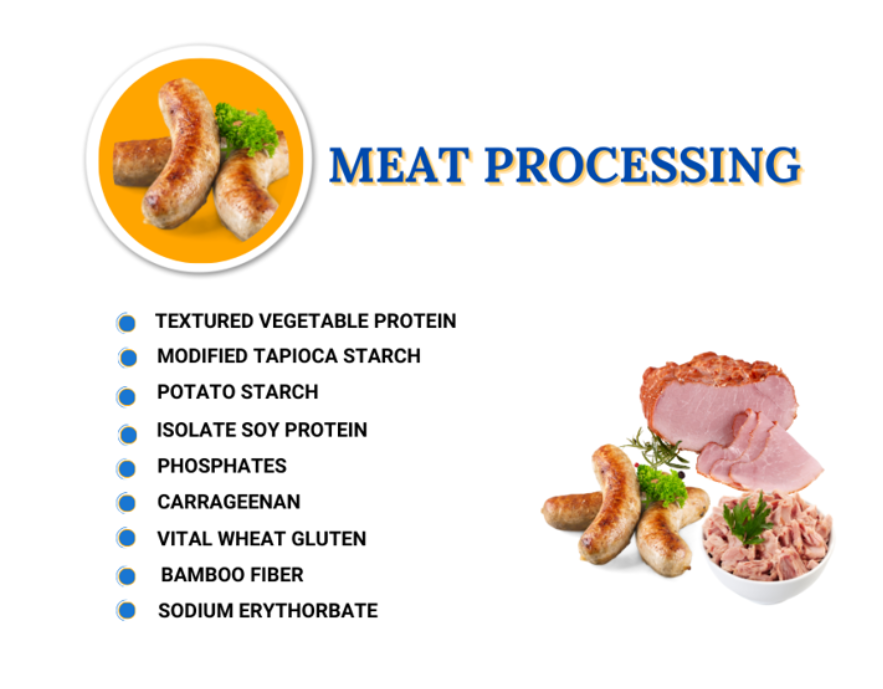 MEAT PROCESSING
TEXTURED VEGETABLE PROTEIN
MODIFIED TAPIOCA STARCH
POTATO STARCH
ISOLATE SOY PROTEIN
PHOSPHATES
CARRAGEENAN
VITAL WHEAT GLUTEN
BAMBOO FIBER
SODIUM ERYTHORBATE